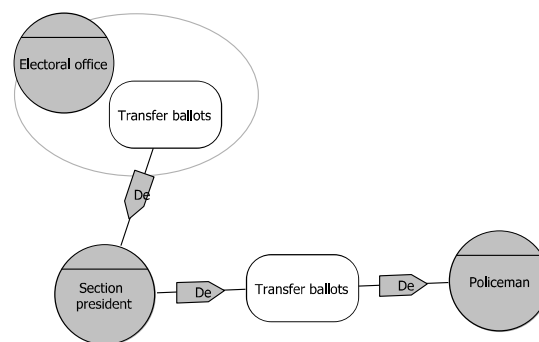 Electoral office
Transfer ballots
De
Section
president
De
Transfer ballots
De
Policeman